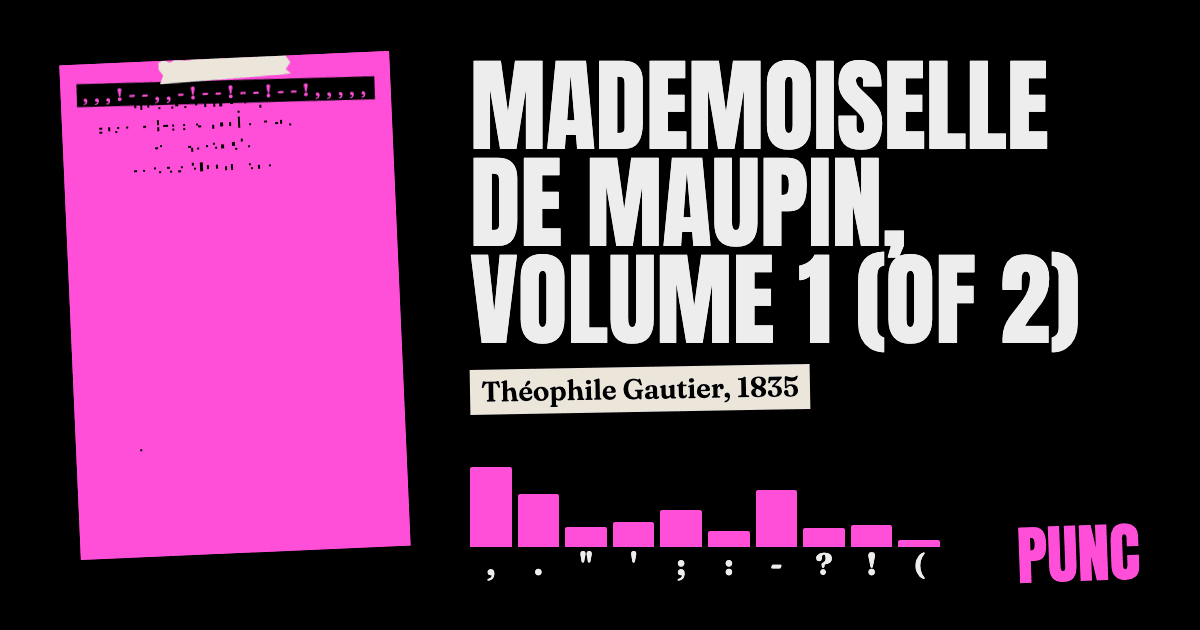 ,,,!--,,-!--!--!--!,,,,,
MADEMOISELLE
DE MAUPIN,
VOLUME 1 (OF 2)
Théophile Gautier, 1835
, . " ' ; : - ? ! (
PUNC